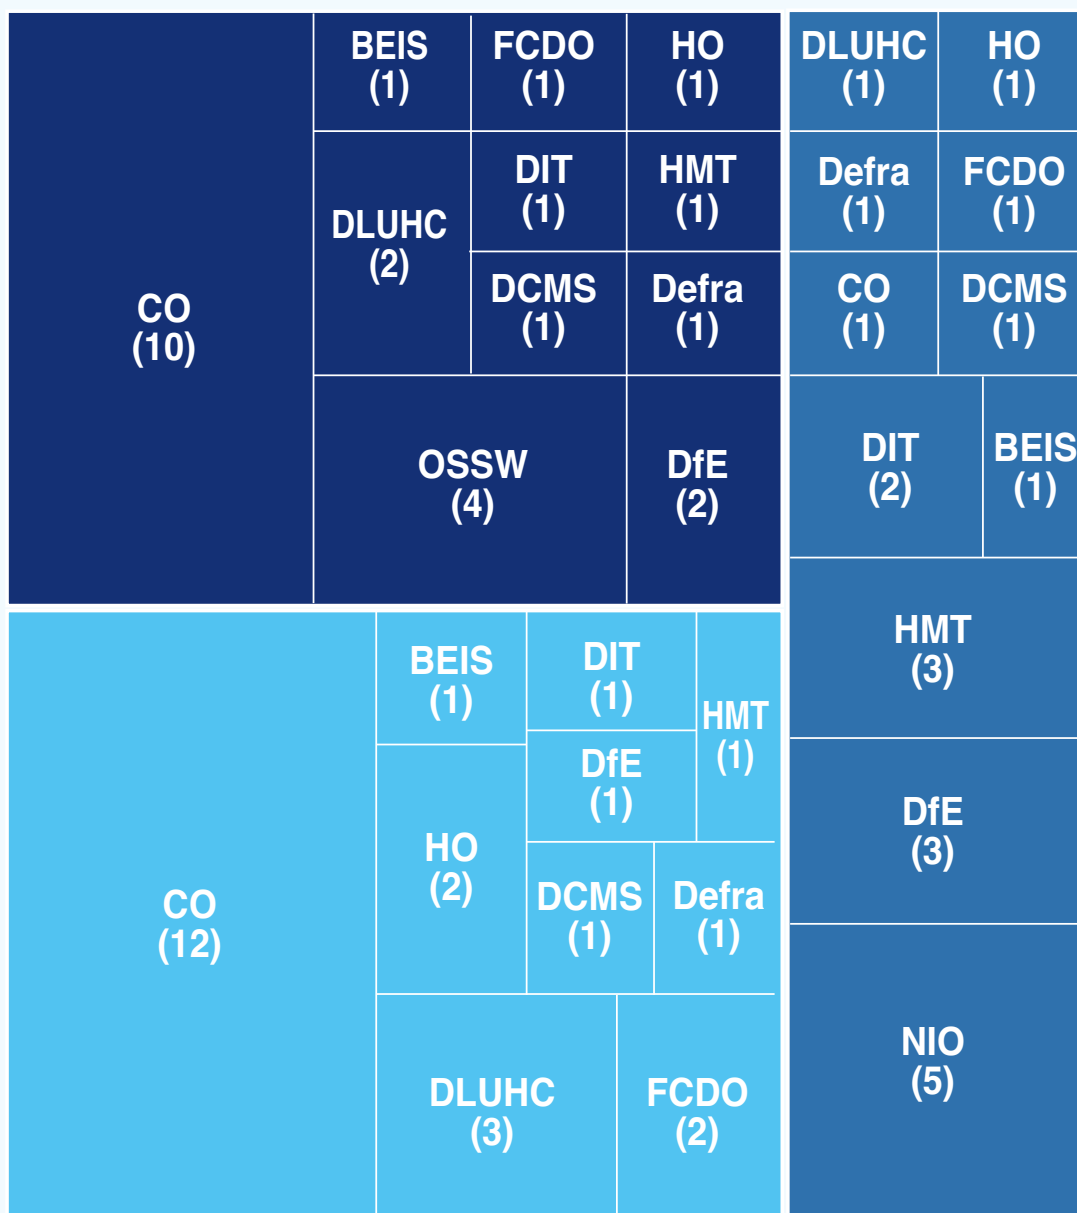 CO
(10)
BEIS
(1)
FCDO
(1)
HO
(1)
DLUHC
(2)
DIT
(1)
HMT
(1)
DCMS
(1)
Defra
(1)
OSSW
(4)
DfE
(2)
CO
(12)
BEIS
(1)
DIT
(1)
HMT
(1)
DfE
(1)
HO
(2)
DCMS
(1)
Defra
(1)
DLUHC
(3)
FCDO
(2)
DLUHC
(1)
HO
(1)
Defra
(1)
FCDO
(1)
CO
(1)
DCMS
(1)
DIT
(2)
BEIS
(1)
HMT
(3)
DfE
(3)
NIO
(5)